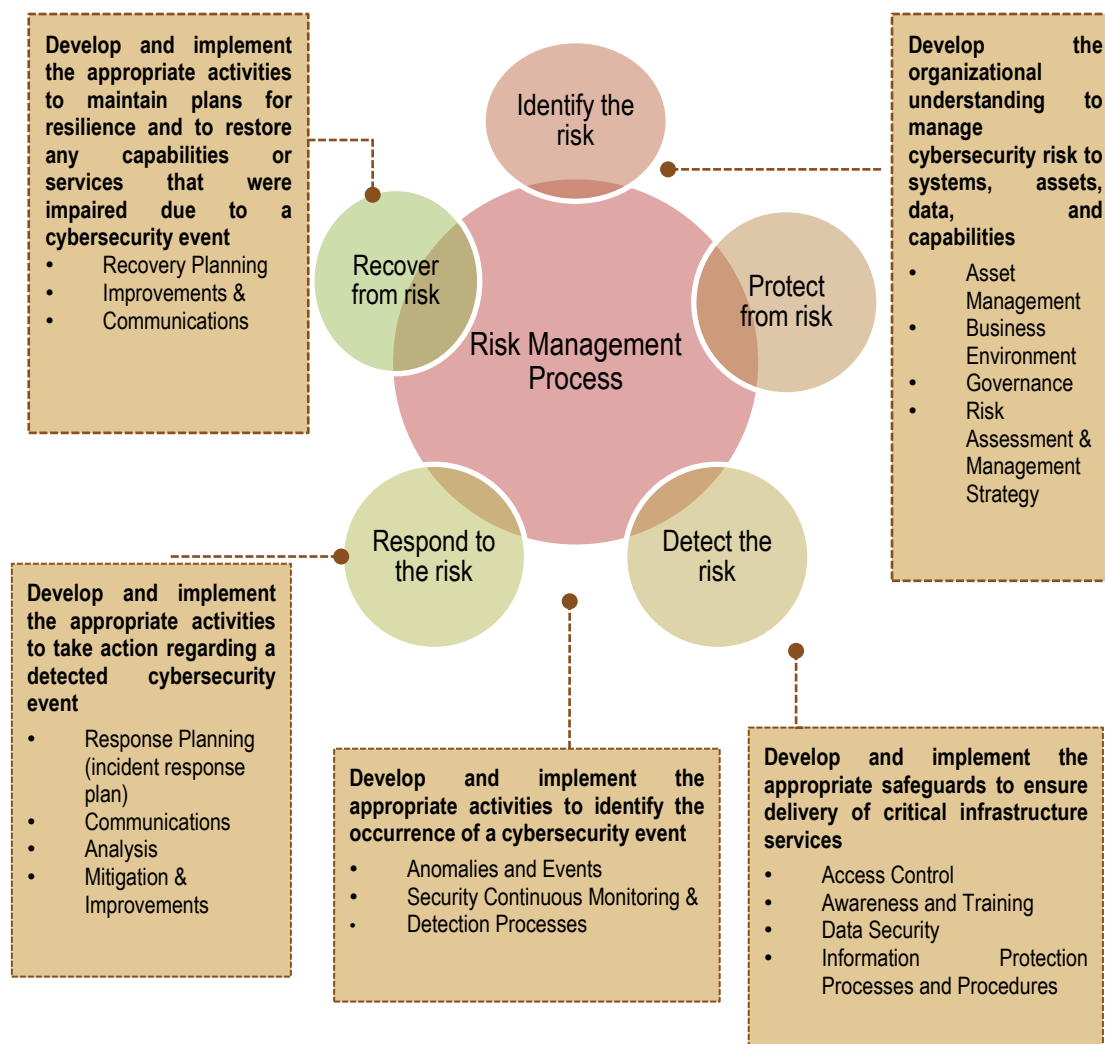 Develop and implement
the appropriate activities
to maintain plans for
resilience and to restore
any capabilities or
services that were
impaired due to a
cybersecurity event
• Recovery Planning
• Improvements &
• Communications
Identify the
risk
Develop the
organizational
understanding to
manage
cybersecurity risk to
systems, assets,
data, and
capabilities
• Asset
Management
• Business
Environment
• Governance
• Risk
Assessment &
Management
Strategy
Recover
from risk
Protect
from risk
Risk Management
Process
Respond to
the risk
Detect the
risk
Develop and implement
the appropriate activities
to take action regarding a
detected cybersecurity
event
• Response Planning
(incident response
plan)
• Communications
• Analysis
• Mitigation &
Improvements
Develop and implement the
appropriate activities to identify the
occurrence of a cybersecurity event
• Anomalies and Events
• Security Continuous Monitoring &
• Detection Processes
Develop and implement the
appropriate safeguards to ensure
delivery of critical infrastructure
services
• Access Control
• Awareness and Training
• Data Security
• Information Protection
Processes and Procedures